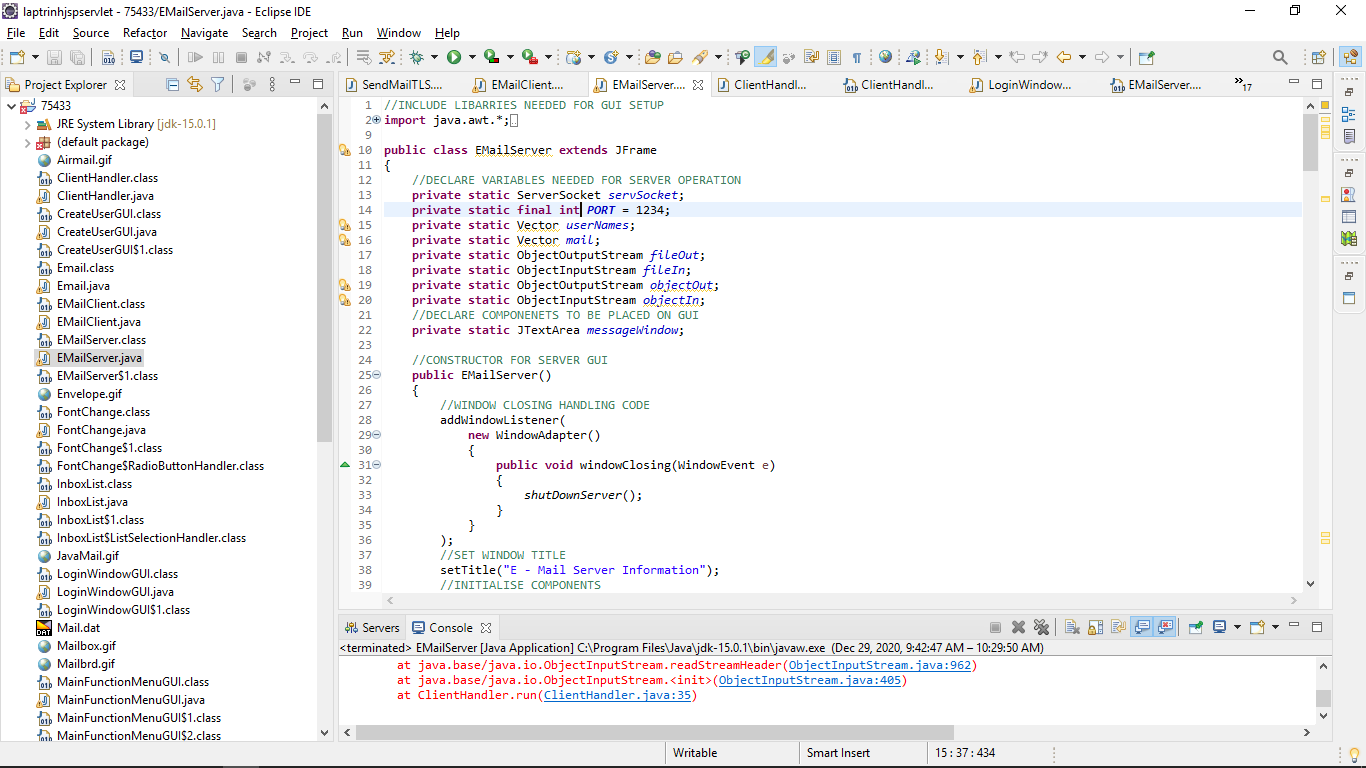 laptrinhjspservlet - 75433/EMailServer.java - Eclipse IDE
File Edit Source Refactor Navigate Search Project Run Window Help
Project Explorer
75433
JRE System Library [jdk-15.0.1]
(default package)
Airmail.gif
ClientHandler.class
ClientHandler.java
CreateUserGUI.class
CreateUserGUI.java
CreateUserGUI$1.class
Email.class
Email.java
EMailClient.class
EMailClient.java
EMailServer.class
EMailServer.java
EMailServer$1.class
Envelope.gif
FontChange.class
FontChange.java
FontChange$1.class
FontChange$RadioButtonHandler.class
InboxList.class
InboxList.java
InboxList$1.class
InboxList$ListSelectionHandler.class
JavaMail.gif
LoginWindowGUI.class
LoginWindowGUI.java
LoginWindowGUI$1.class
Mail.dat
Mailbox.gif
Mailbrd.gif
MainFunctionMenuGUI.class
MainFunctionMenuGUI.java
MainFunctionMenuGUI$1.class
MainFunctionMenuGUI$2.class
SendMailTLS.... EMailClient.... EMailServer.... ClientHandl... ClientHandl... LoginWindow... EMailServer.... »17
1 //INCLUDE LIBARRIES NEEDED FOR GUI SETUP
2 import java.awt.*;
9
10 public class EMailServer extends JFrame
11 {
12 //DECLARE VARIABLES NEEDED FOR SERVER OPERATION
13 private static ServerSocket servSocket;
14 private static final int PORT = 1234;
15 private static Vector userNames;
16 private static Vector mail;
17 private static ObjectOutputStream fileOut;
18 private static ObjectInputStream fileIn;
19 private static ObjectOutputStream objectOut;
20 private static ObjectInputStream objectIn;
21 //DECLARE COMPONENETS TO BE PLACED ON GUI
22 private static JTextArea messageWindow;
23
24 //CONSTRUCTOR FOR SERVER GUI
25 public EMailServer()
26 {
27 //WINDOW CLOSING HANDLING CODE
28 addWindowListener(
29 new WindowAdapter()
30 {
31 public void windowClosing(WindowEvent e)
32 {
33 shutDownServer();
34 }
35 }
36 );
37 //SET WINDOW TITLE
38 setTitle("E - Mail Server Information");
39 //INITIALISE COMPONENTS
Servers Console
<terminated> EMailServer [Java Application] C:\Program Files\Java\jdk-15.0.1\bin\javaw.exe (Dec 29, 2020, 9:42:47 AM – 10:29:50 AM)
at java.base/java.io.ObjectInputStream.readStreamHeader(ObjectInputStream.java:962)
at java.base/java.io.ObjectInputStream.<init>(ObjectInputStream.java:405)
at ClientHandler.run(ClientHandler.java:35)
Writable Smart Insert 15 : 37 : 434